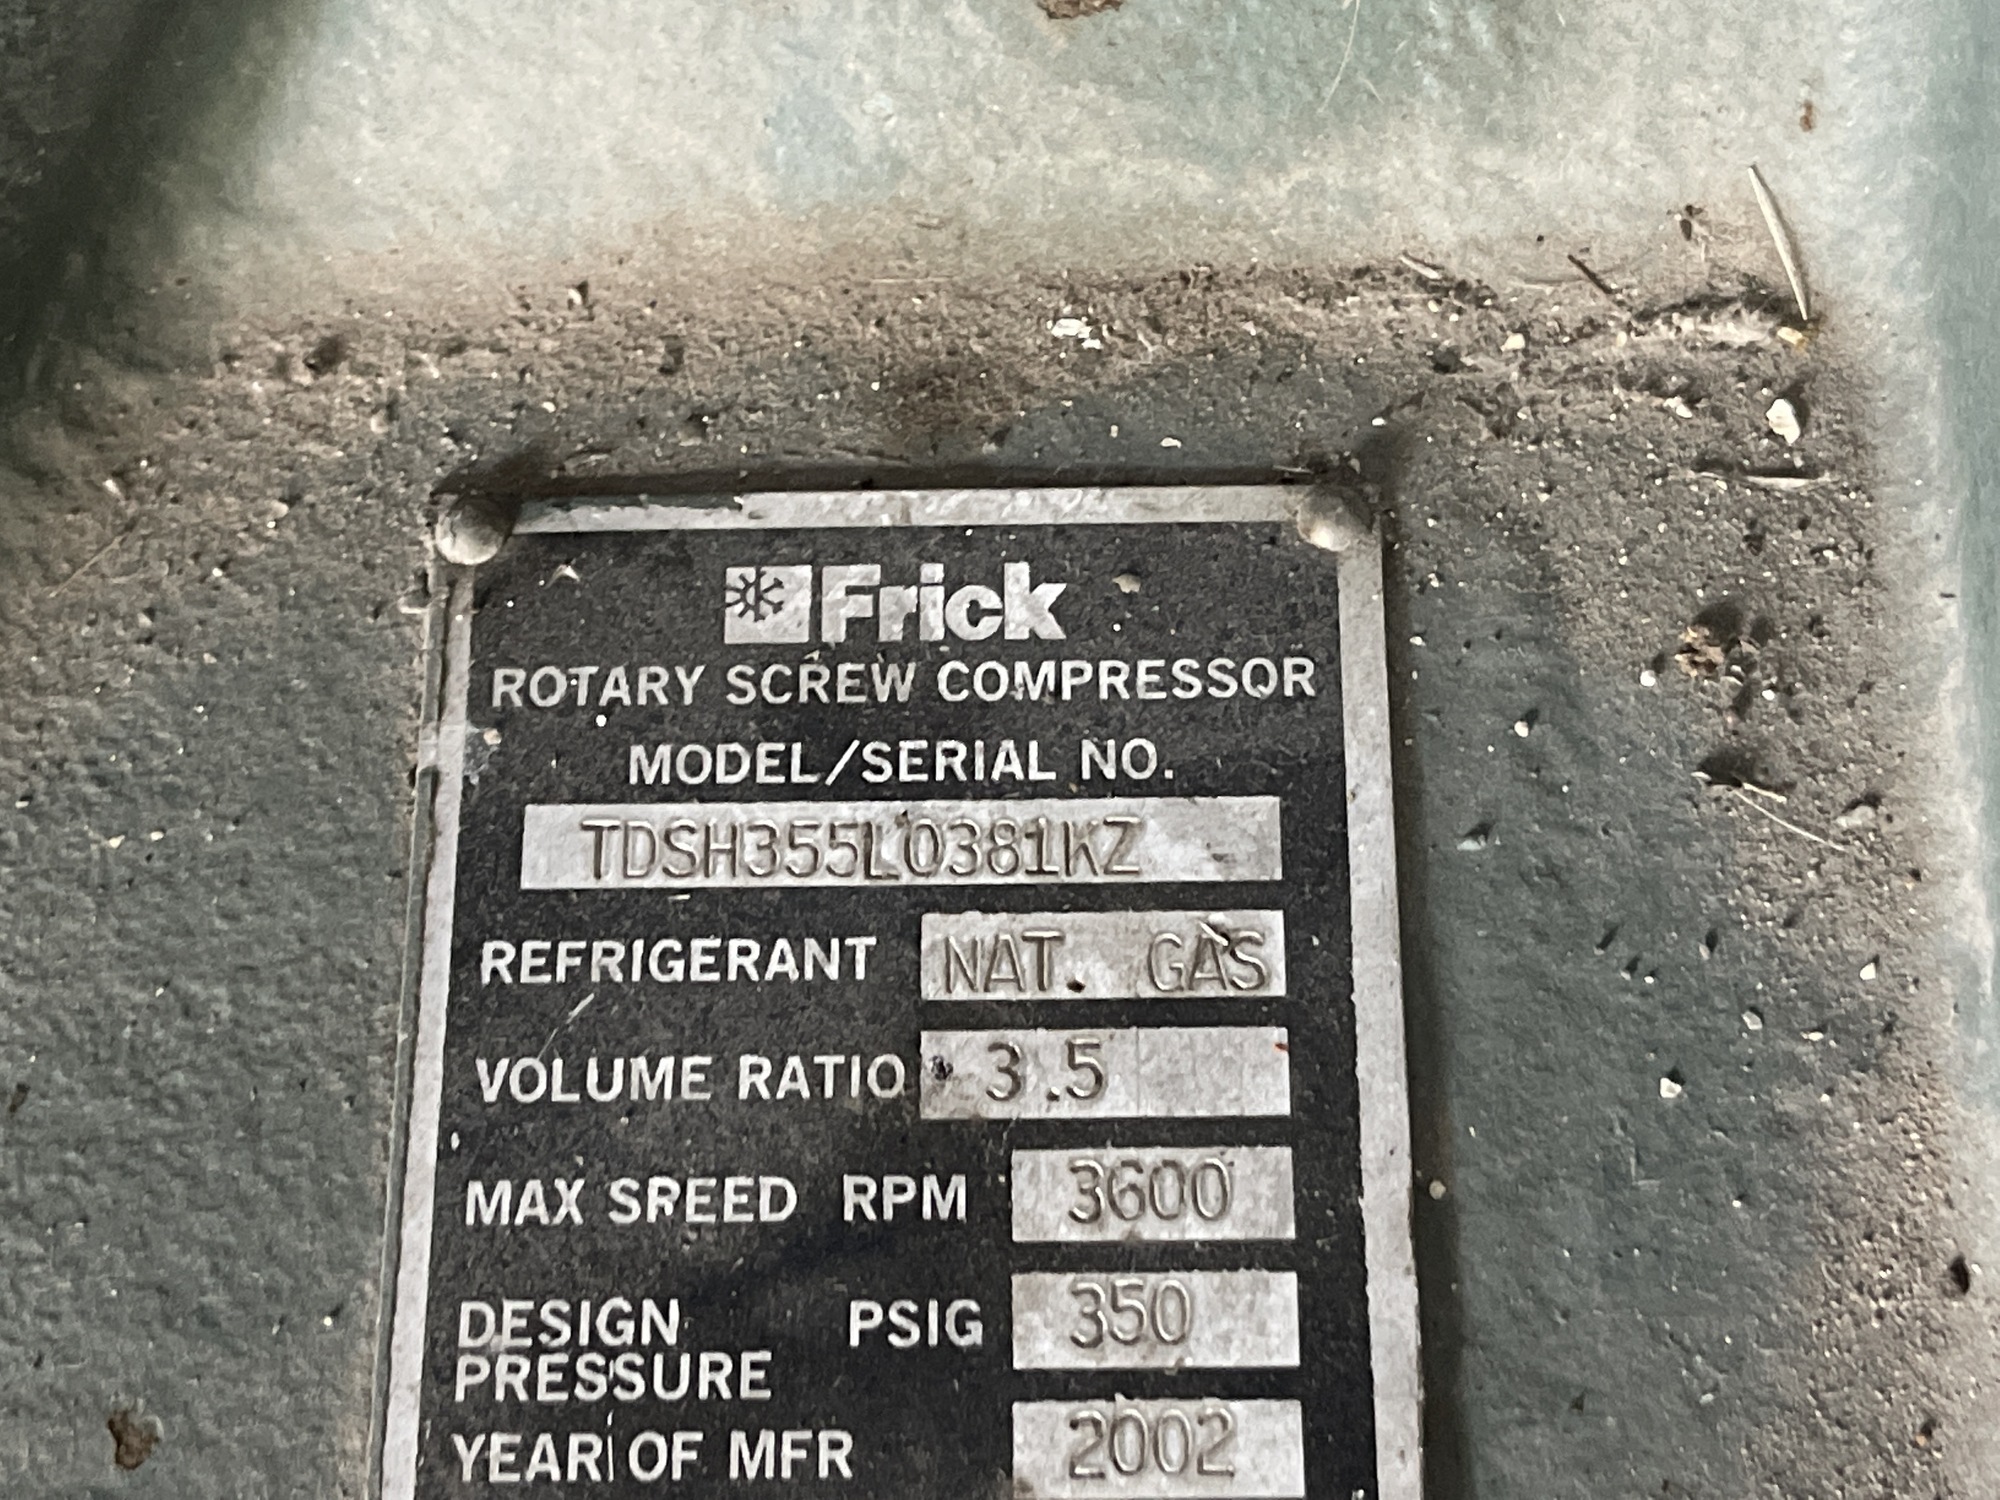 Frick
ROTARY SCREW COMPRESSOR
MODEL/SERIAL NO.
TDSH355L0381KZ
REFRIGERANT NAT. GAS
VOLUME RATIO 3.5
MAX SPEED RPM 3600
DESIGN PRESSURE PSIG 350
YEAR OF MFR 2002